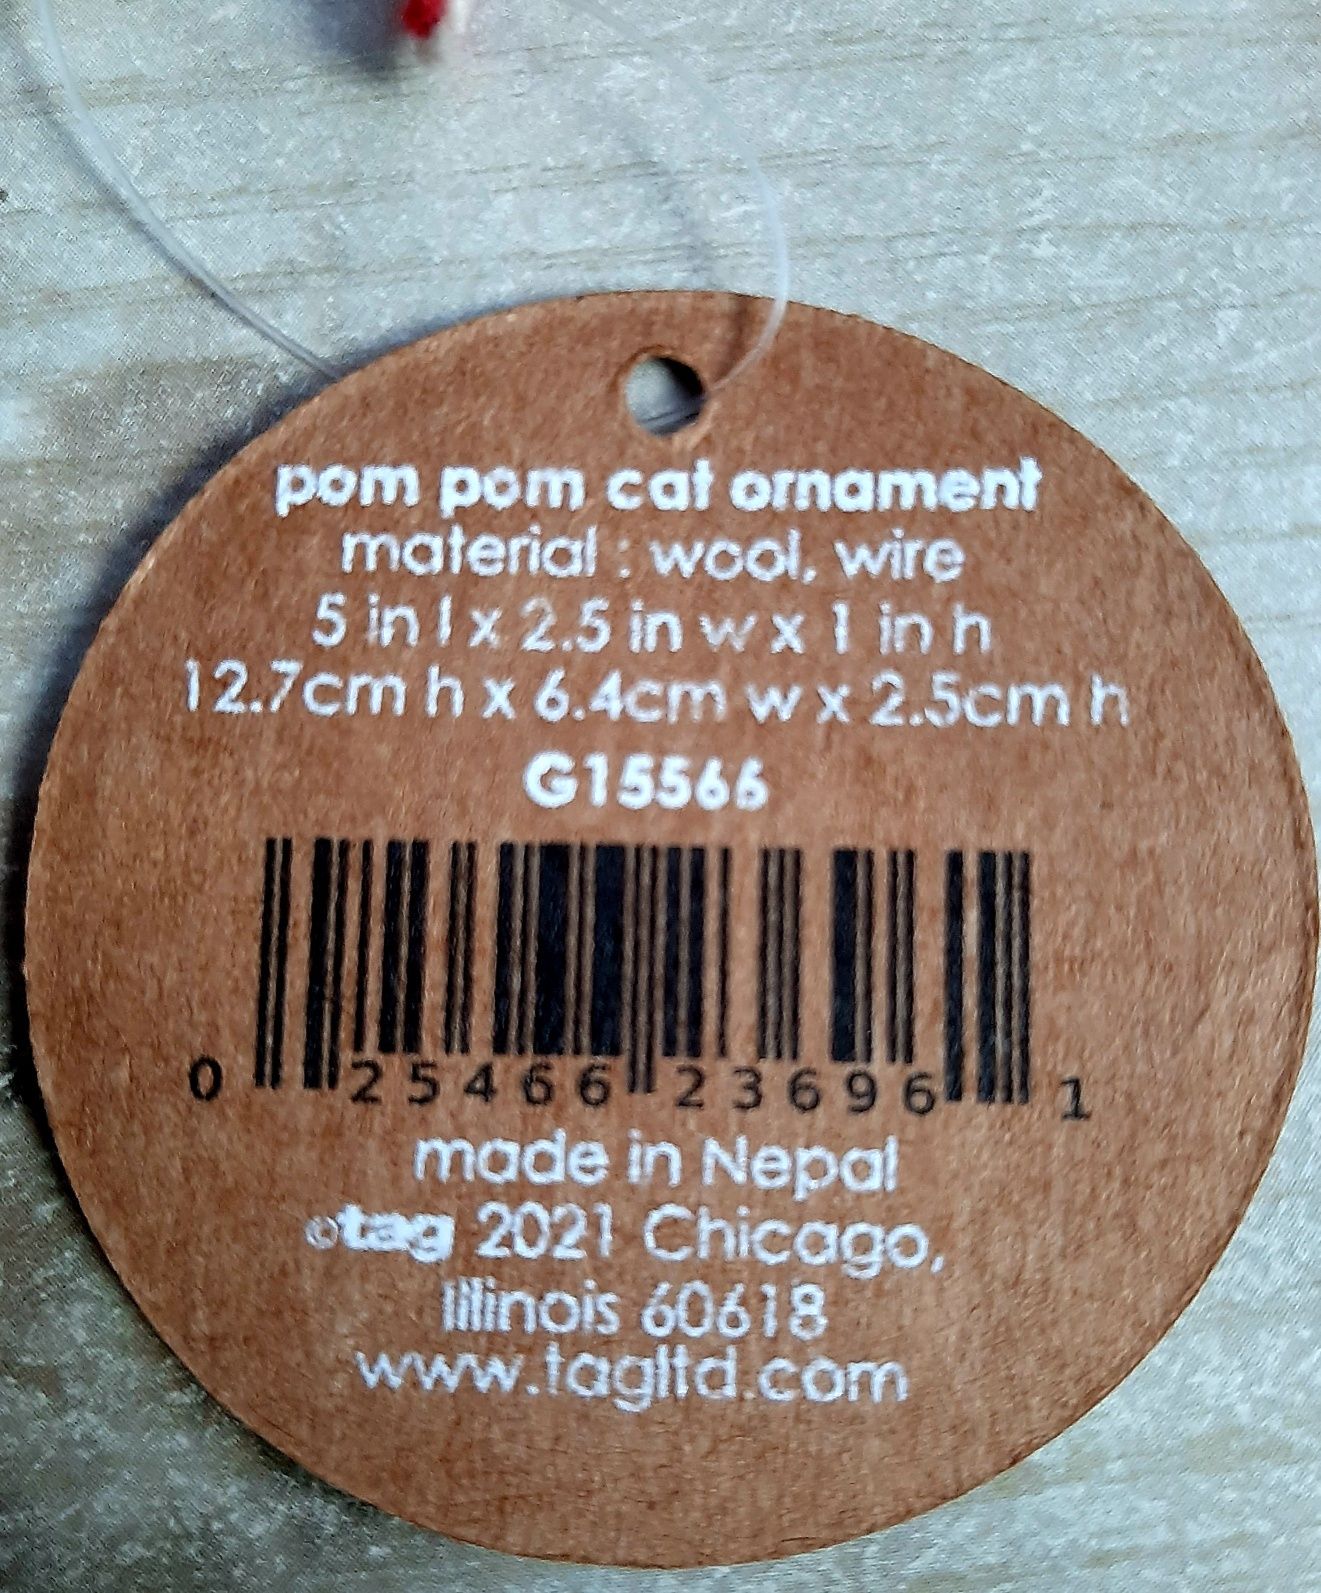 pom pom cat ornament
material : wool, wire
5 in l x 2.5 in w x 1 in h
12.7cm h x 6.4cm w x 2.5cm h
G15566
0 25466 23696 1
made in Nepal
©tag 2021 Chicago,
Illinois 60618
www.tagltd.com